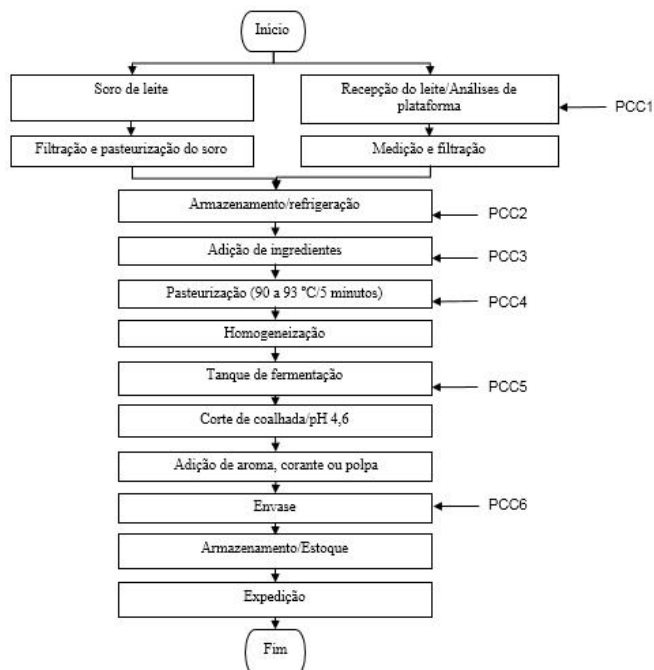 Início
Soro de leite
Recepção do leite/Análises de
plataforma
PCC1
Filtração e pasteurização do soro
Medição e filtração
Armazenamento/refrigeração
PCC2
Adição de ingredientes
PCC3
Pasteurização (90 a 93 °C/5 minutos)
PCC4
Homogeneização
Tanque de fermentação
PCC5
Corte de coalhada/pH 4,6
Adição de aroma, corante ou polpa
Envase
PCC6
Armazenamento/Estoque
Expedição
Fim